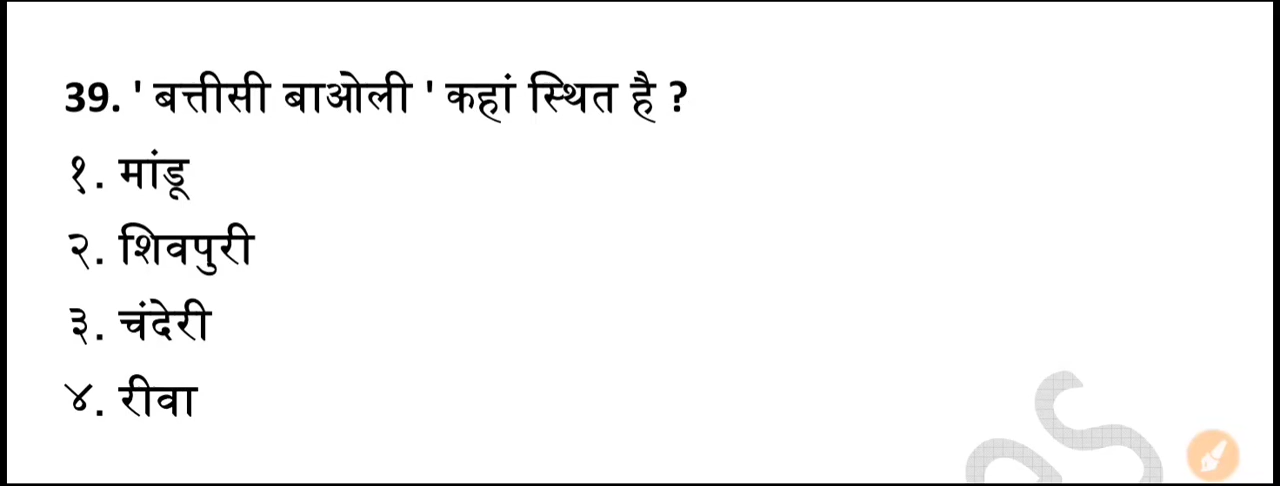 39. ' बत्तीसी बाओली ' कहां स्थित है ?
१. मांडू
२. शिवपुरी
३. चंदेरी
४. रीवा